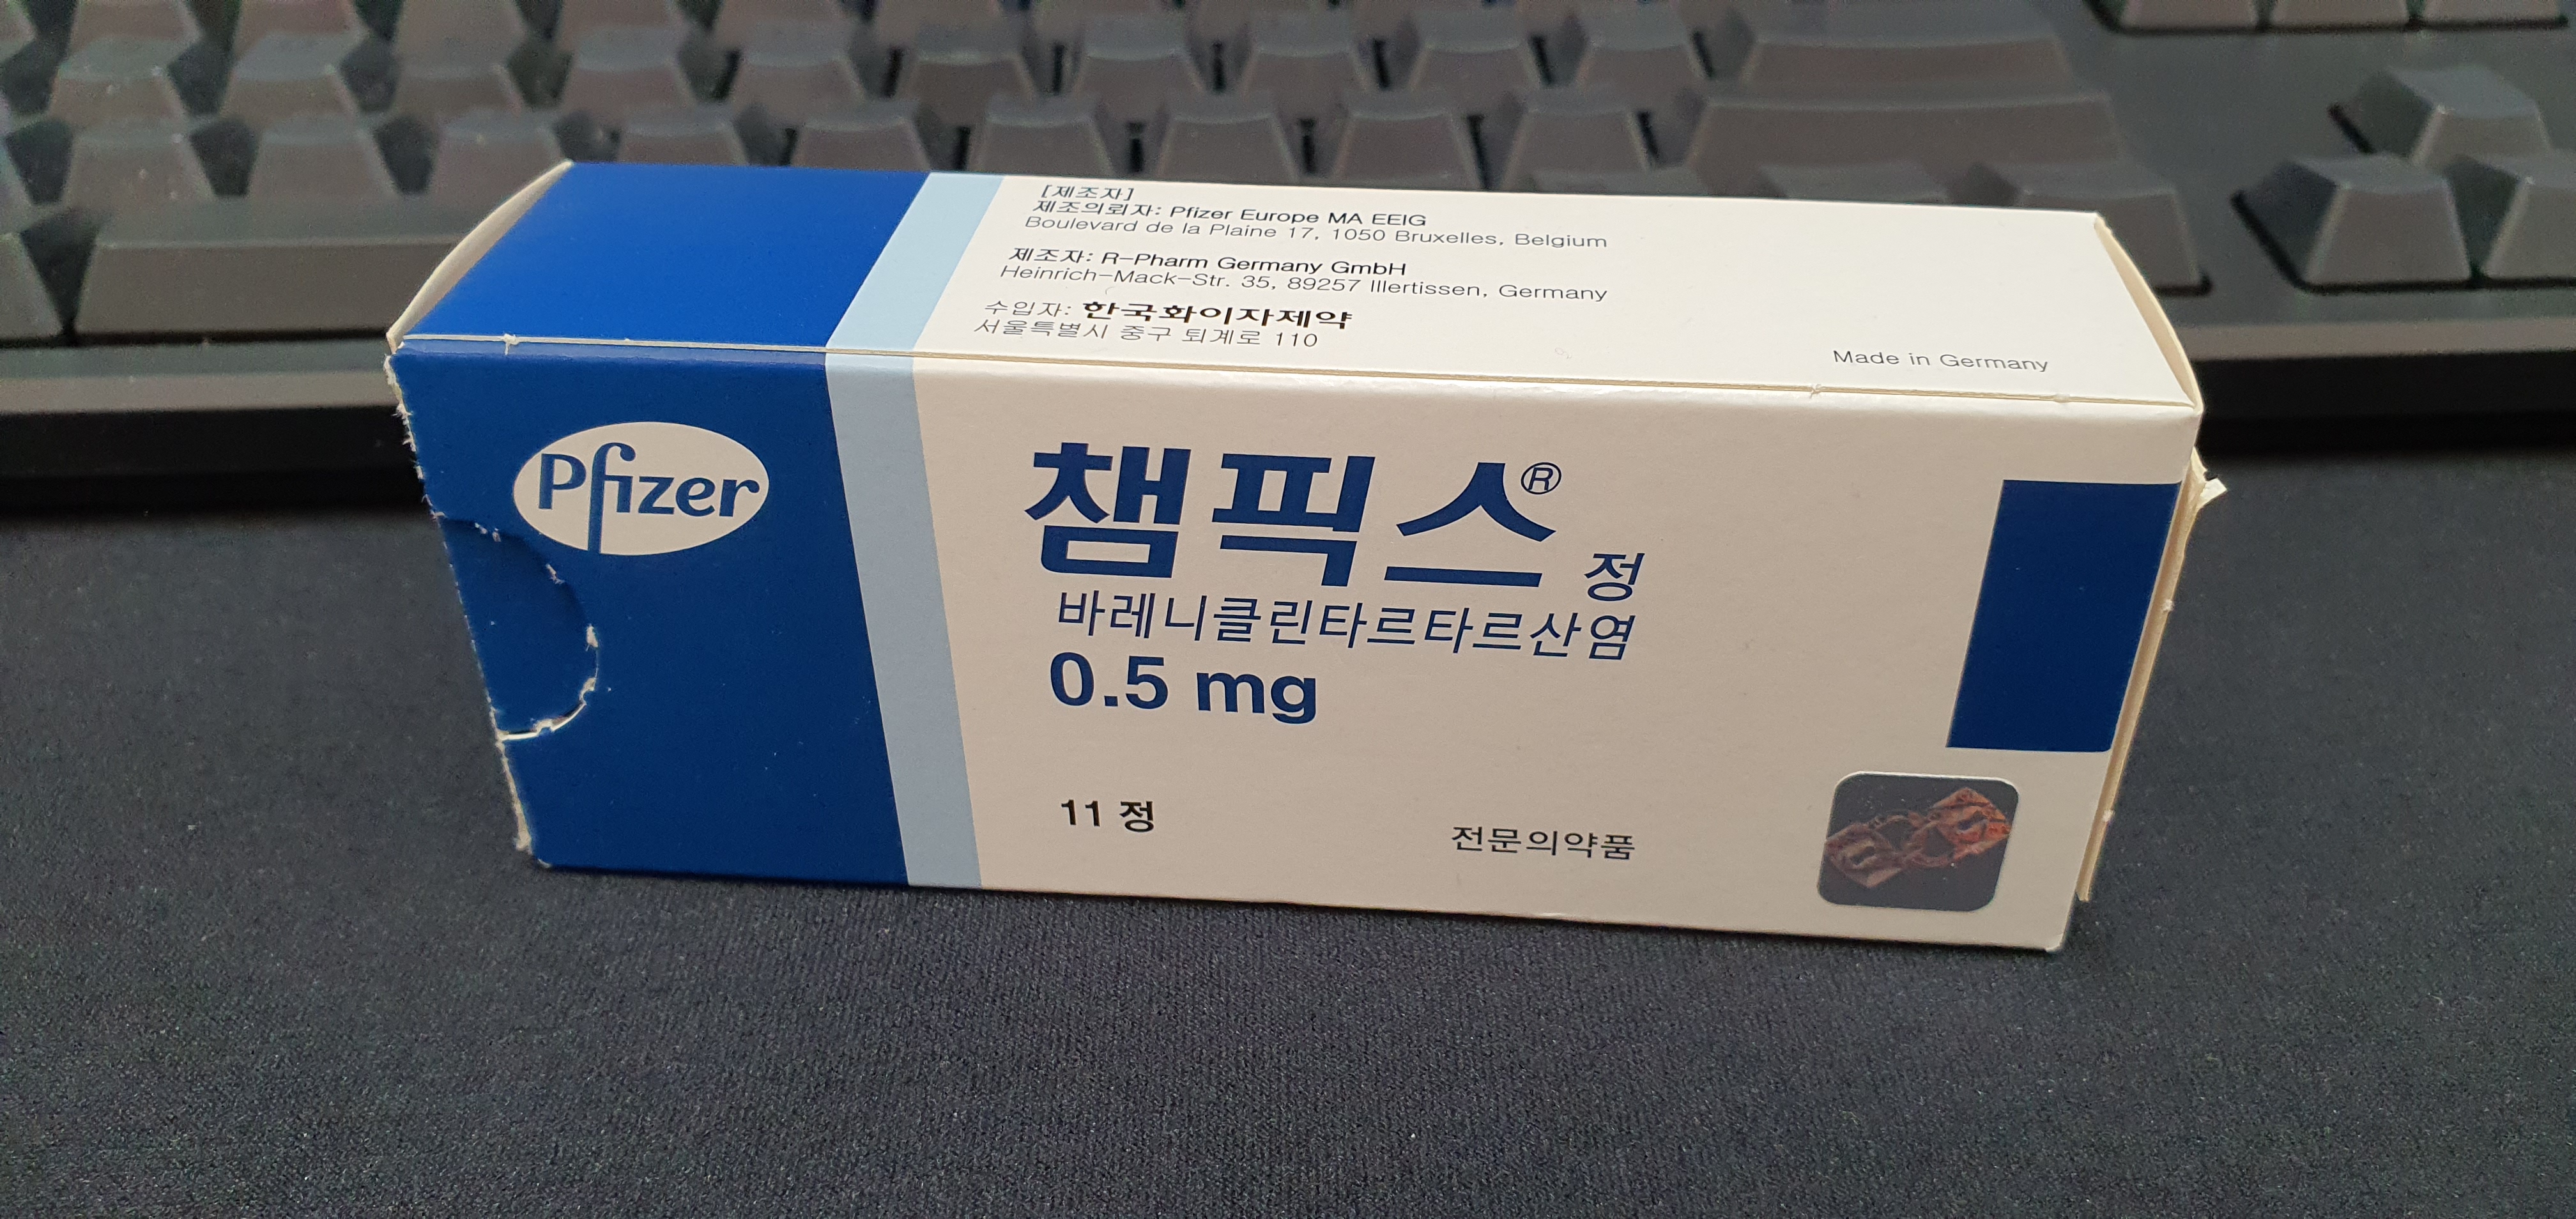 [제조자]
제조의뢰자: Pfizer Europe MA EEIG
Boulevard de la Plaine 17, 1050 Bruxelles, Belgium
제조자: R-Pharm Germany GmbH
Heinrich-Mack-Str. 35, 89257 Illertissen, Germany
수입자: 한국화이자제약
서울특별시 중구 퇴계로 110
Made in Germany
Pfizer
챔픽스® 정
바레니클린타르타르산염
0.5 mg
11 정
전문의약품